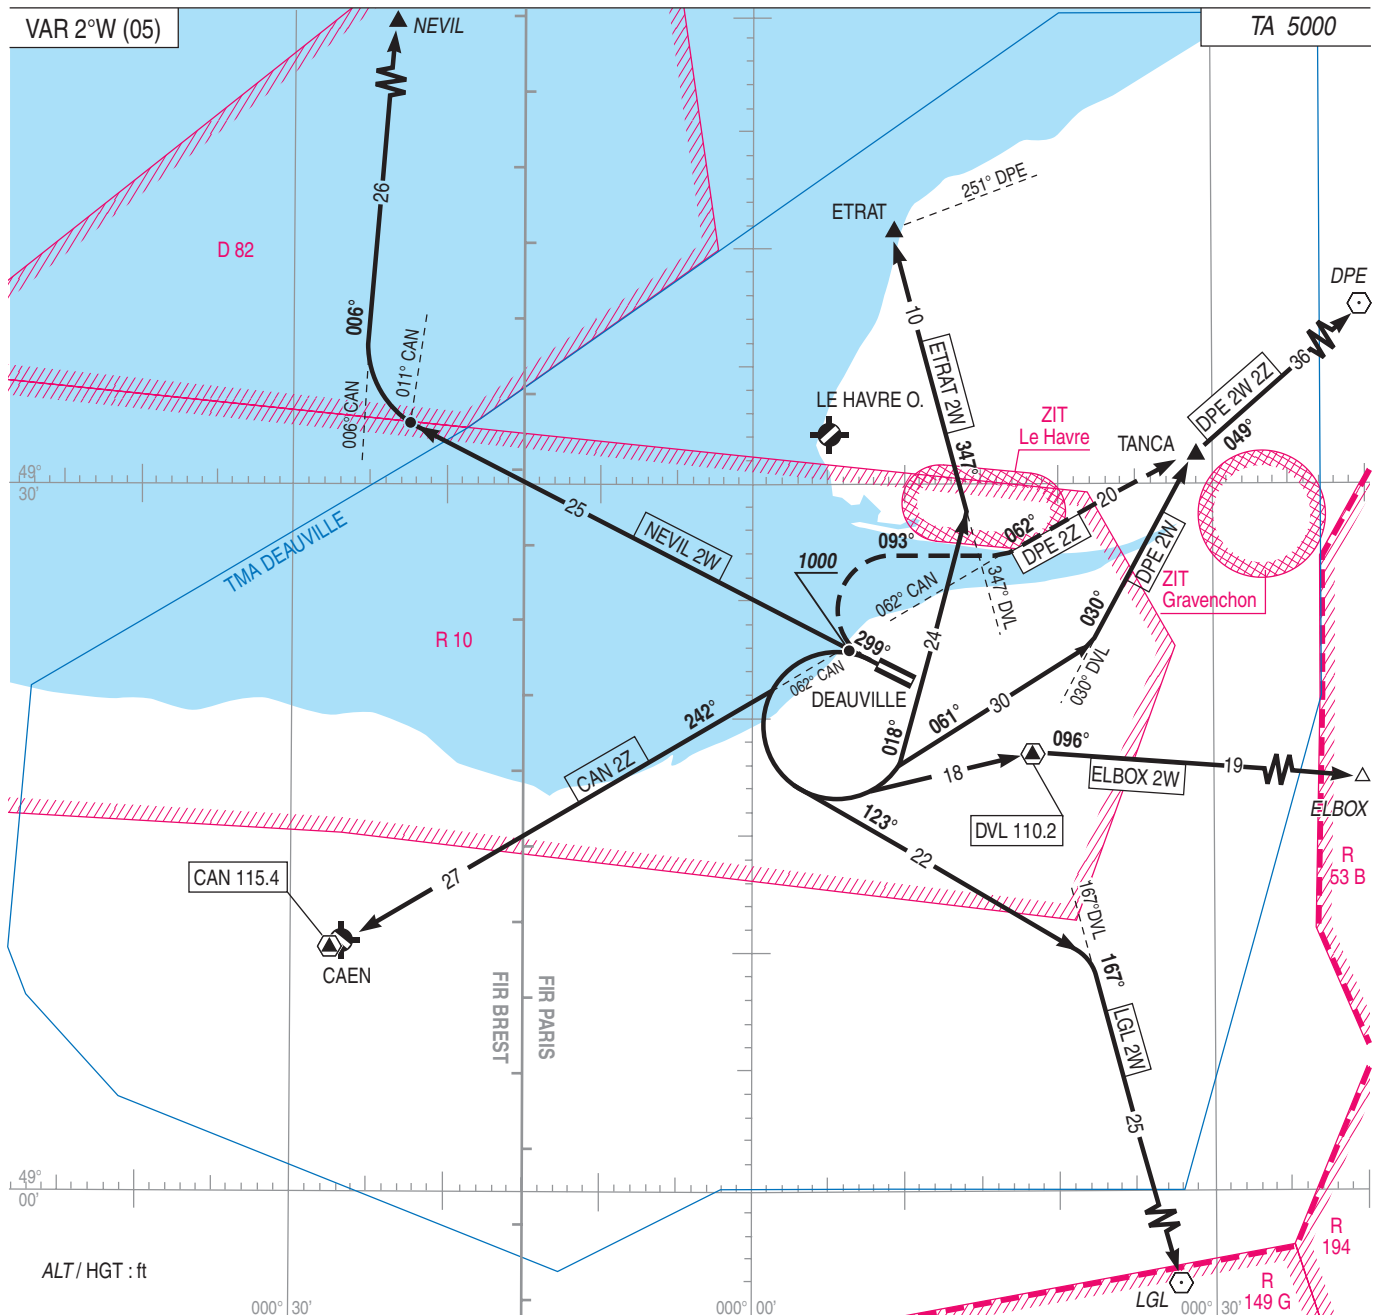 VAR 2°W (05)
NEVIL
TA 5000
251° DPE
ETRAT
26
D 82
DPE
10
006°
011° CAN
ETRAT 2W
36
DPE 2W 2Z
LE HAVRE O.
ZIT
Le Havre
049°
006° CAN
TANCA
347°
49°
30'
20
25
062°
093°
DPE 2Z
NEVIL 2W
DPE 2W
TMA DEAUVILLE
1000
062° CAN
347° DVL
ZIT
Gravenchon
030°
R 10
24
299°
062° CAN
030° DVL
DEAUVILLE
242°
061°
30
018°
096°
CAN 2Z
18
ELBOX 2W
19
ELBOX
123°
DVL 110.2
22
R
53 B
CAN 115.4
27
167°DVL
CAEN
167°
FIR BREST
FIR PARIS
LGL 2W
25
49°
00'
R
194
ALT / HGT : ft
R
149 G
LGL
000° 30'
000° 00'
000° 30'